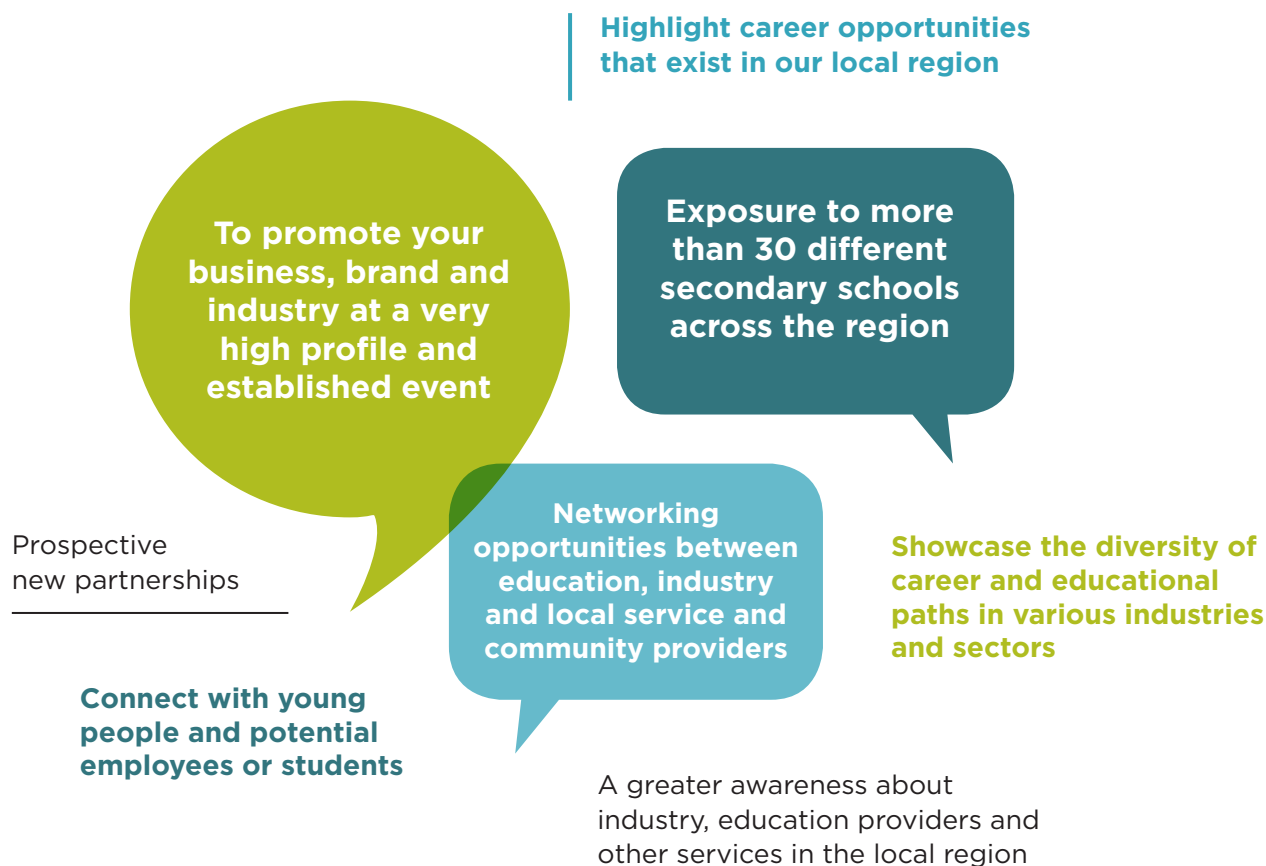 Highlight career opportunities
that exist in our local region
To promote your
business, brand and
industry at a very
high profile and
established event
Exposure to more
than 30 different
secondary schools
across the region
Networking
opportunities between
education, industry
and local service and
community providers
Prospective
new partnerships
Showcase the diversity of
career and educational
paths in various industries
and sectors
Connect with young
people and potential
employees or students
A greater awareness about
industry, education providers and
other services in the local region